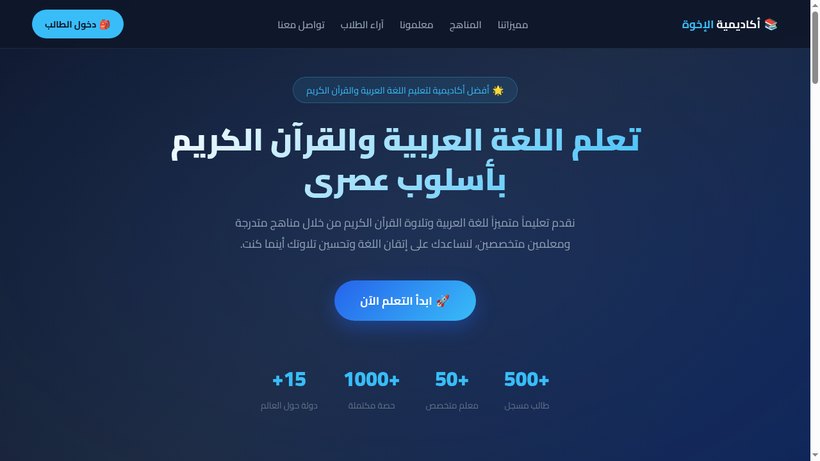 📚 أكاديمية الإخوة
مميزاتنا
المناهج
معلمونا
آراء الطلاب
تواصل معنا
🎒 دخول الطالب
🌟 أفضل أكاديمية لتعليم اللغة العربية والقرآن الكريم
تعلم اللغة العربية والقرآن الكريم
بأسلوب عصري
نقدم تعليماً متميزاً للغة العربية وتلاوة القرآن الكريم من خلال مناهج متدرجة
ومعلمين متخصصين، لنساعدك على إتقان اللغة وتحسين تلاوتك أينما كنت.
🚀 ابدأ التعلم الآن
500+
طالب مسجل
50+
معلم متخصص
1000+
حصة مكتملة
15+
دولة حول العالم